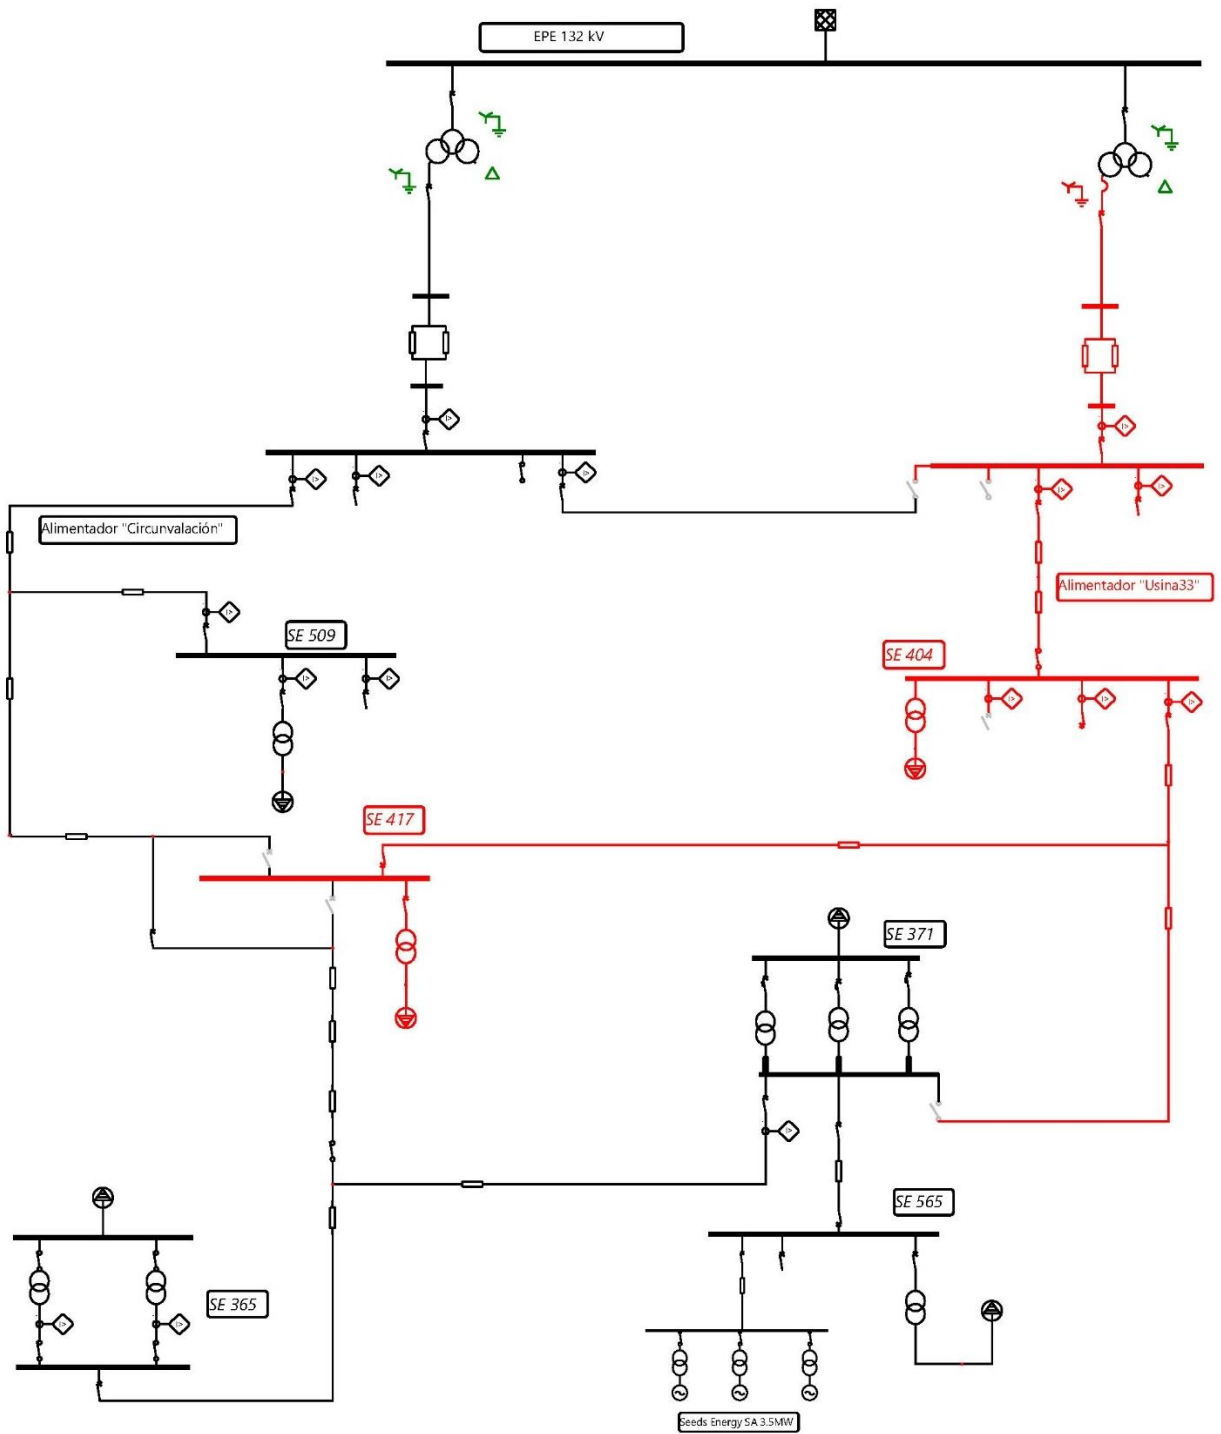 EPE 132 kV
Alimentador "Circunvalación"
Alimentador "Usina33"
SE 509
SE 404
SE 417
SE 371
SE 565
SE 365
Seeds Energy SA 3.5MW